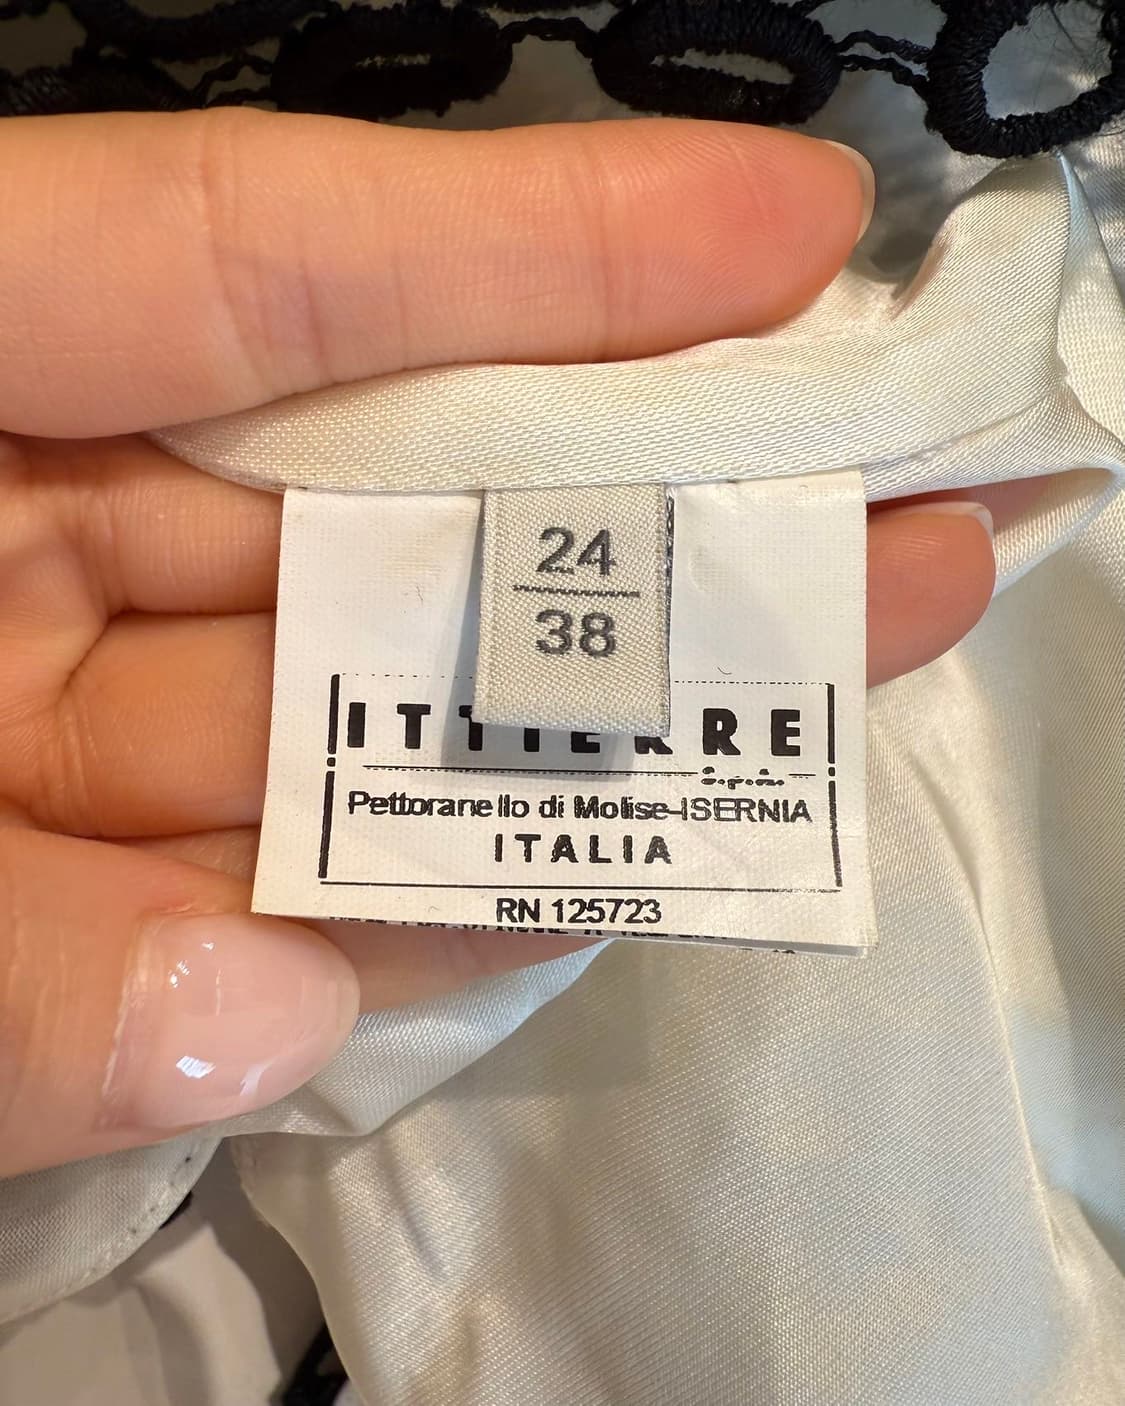 24
38
ITTIERRE
S.p.A.
Pettoranello di Molise-ISERNIA
ITALIA
RN 125723